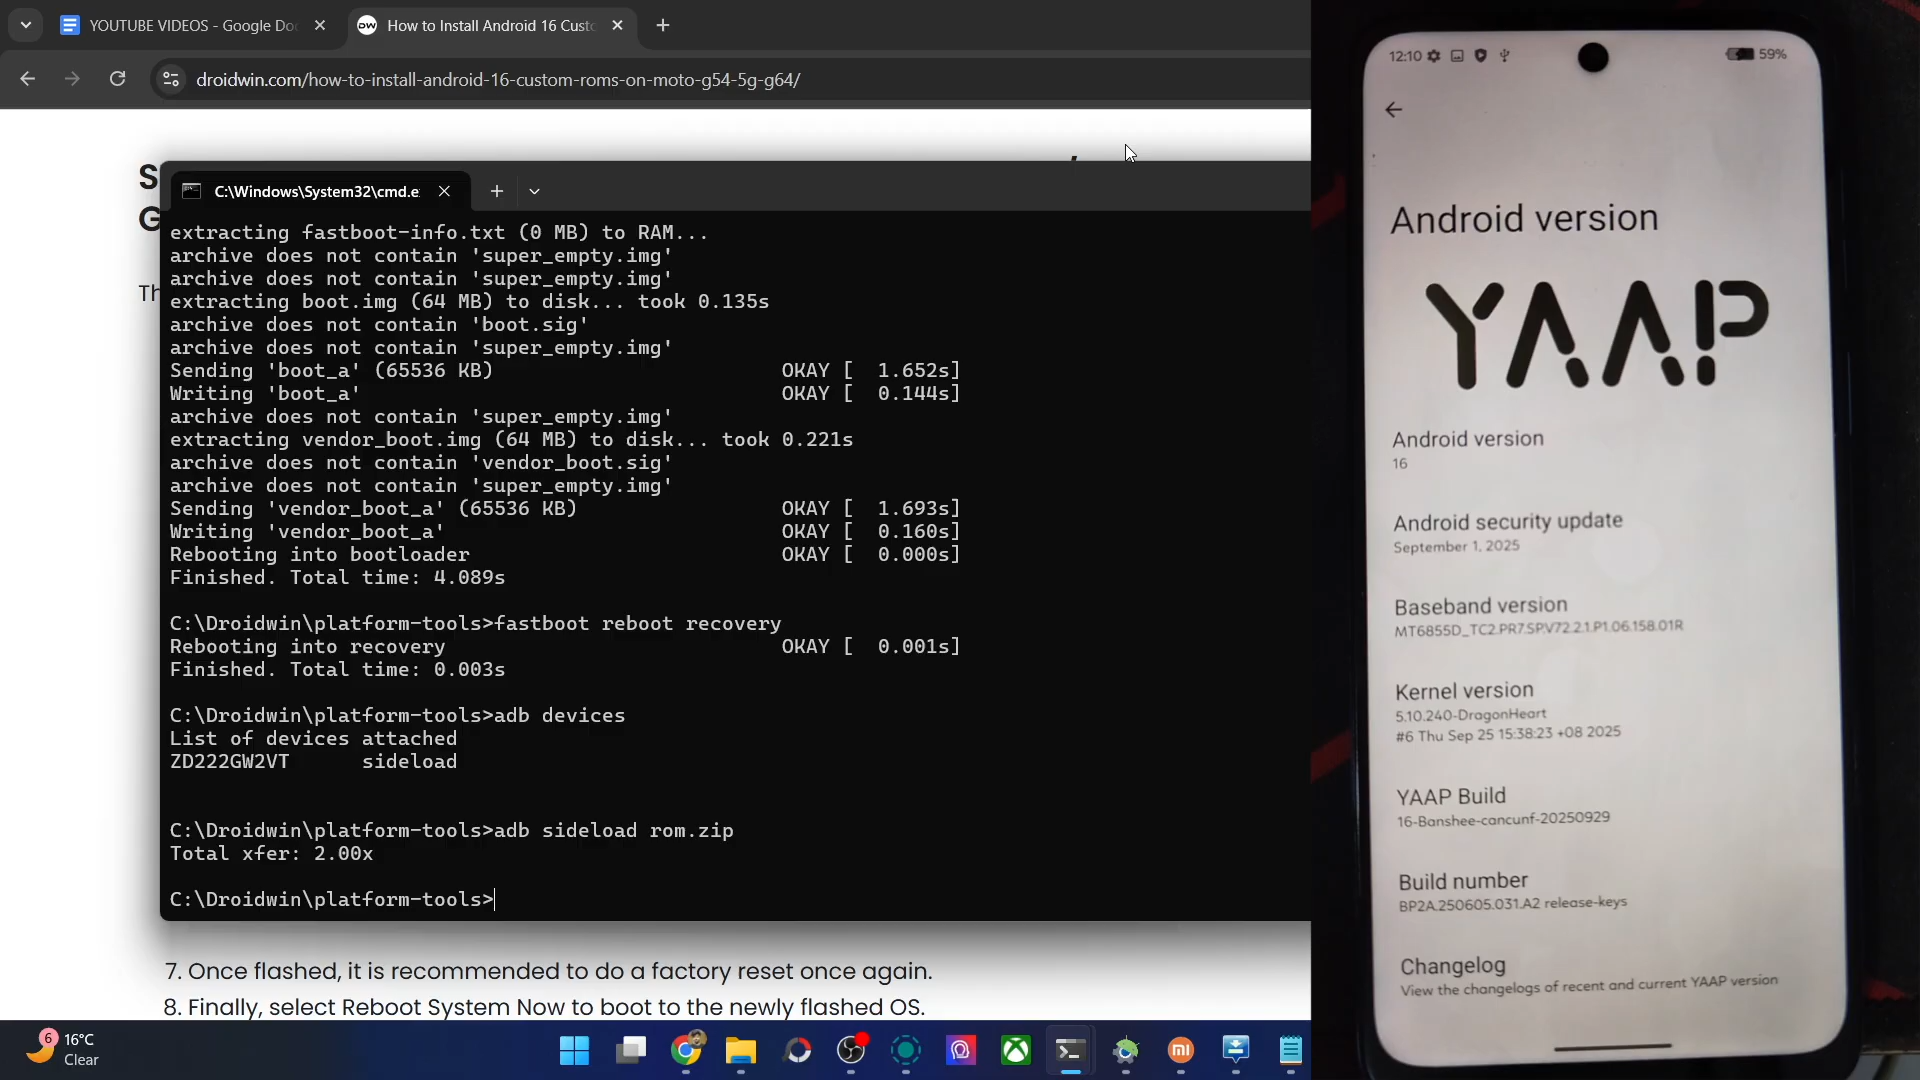 YOUTUBE VIDEOS - Google Do
How to Install Android 16 Custo
droidwin.com/how-to-install-android-16-custom-roms-on-moto-g54-5g-g64/
S
G
Th
C:\Windows\System32\cmd.e
extracting fastboot-info.txt (0 MB) to RAM...
archive does not contain 'super_empty.img'
archive does not contain 'super_empty.img'
extracting boot.img (64 MB) to disk... took 0.135s
archive does not contain 'boot.sig'
archive does not contain 'super_empty.img'
Sending 'boot_a' (65536 KB) OKAY [ 1.652s]
Writing 'boot_a' OKAY [ 0.144s]
archive does not contain 'super_empty.img'
extracting vendor_boot.img (64 MB) to disk... took 0.221s
archive does not contain 'vendor_boot.sig'
archive does not contain 'super_empty.img'
Sending 'vendor_boot_a' (65536 KB) OKAY [ 1.693s]
Writing 'vendor_boot_a' OKAY [ 0.160s]
Rebooting into bootloader OKAY [ 0.000s]
Finished. Total time: 4.089s
C:\Droidwin\platform-tools>fastboot reboot recovery
Rebooting into recovery OKAY [ 0.001s]
Finished. Total time: 0.003s
C:\Droidwin\platform-tools>adb devices
List of devices attached
ZD222GW2VT sideload
C:\Droidwin\platform-tools>adb sideload rom.zip
Total xfer: 2.00x
C:\Droidwin\platform-tools>
7. Once flashed, it is recommended to do a factory reset once again.
8. Finally, select Reboot System Now to boot to the newly flashed OS.
6
16°C
Clear
12:10
59%
Android version
YAAP
Android version
16
Android security update
September 1, 2025
Baseband version
MT6855D_TC2.PR7.SP.V72.2.1.P1.06.158.01R
Kernel version
5.10.240-DragonHeart
#6 Thu Sep 25 15:38:23 +08 2025
YAAP Build
16-Banshee-cancunf-20250929
Build number
BP2A.250605.031.A2 release-keys
Changelog
View the changelogs of recent and current YAAP version